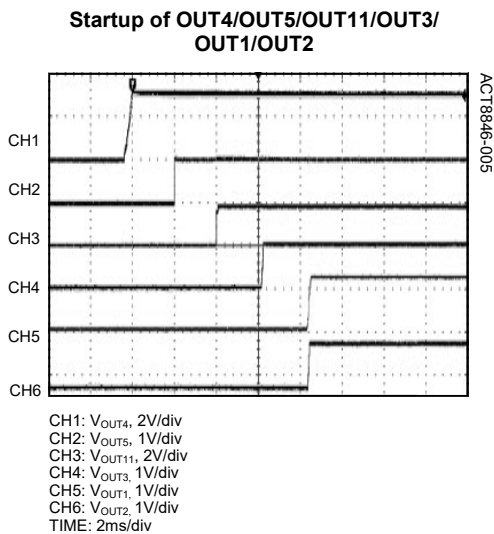 Startup of OUT4/OUT5/OUT11/OUT3/
OUT1/OUT2
ACT8846-005
CH1
CH2
CH3
CH4
CH5
CH6
CH1: VOUT4, 2V/div
CH2: VOUT5, 1V/div
CH3: VOUT11, 2V/div
CH4: VOUT3, 1V/div
CH5: VOUT1, 1V/div
CH6: VOUT2, 1V/div
TIME: 2ms/div